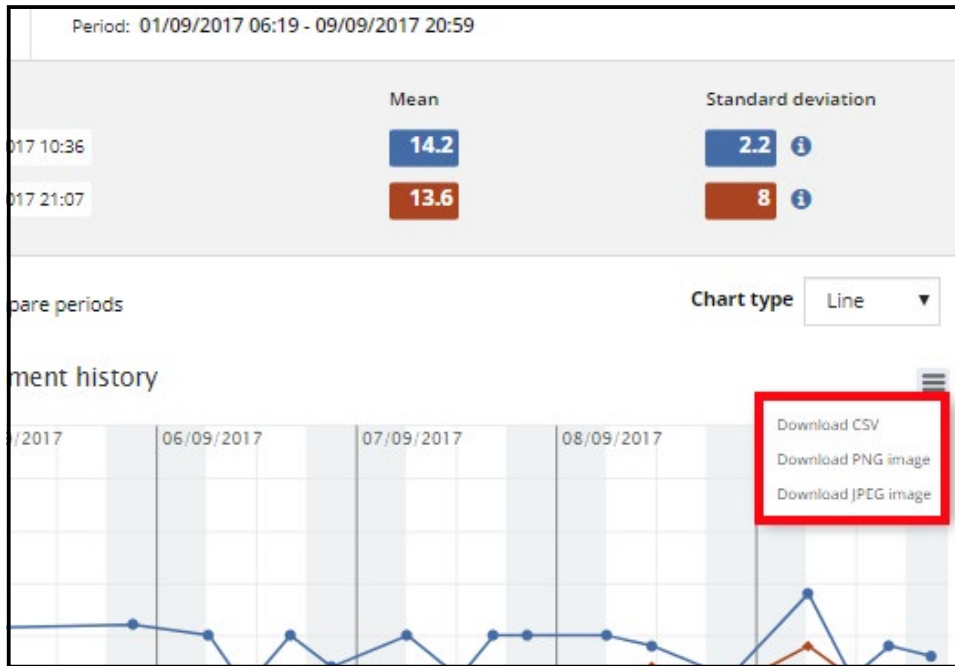 Period: 01/09/2017 06:19 - 09/09/2017 20:59
Mean Standard deviation
017 10:36 14.2 2.2
017 21:07 13.6 8
pare periods Chart type Line
ment history
Download CSV
/2017 06/09/2017 07/09/2017 08/09/2017
Download PNG image
Download JPEG image